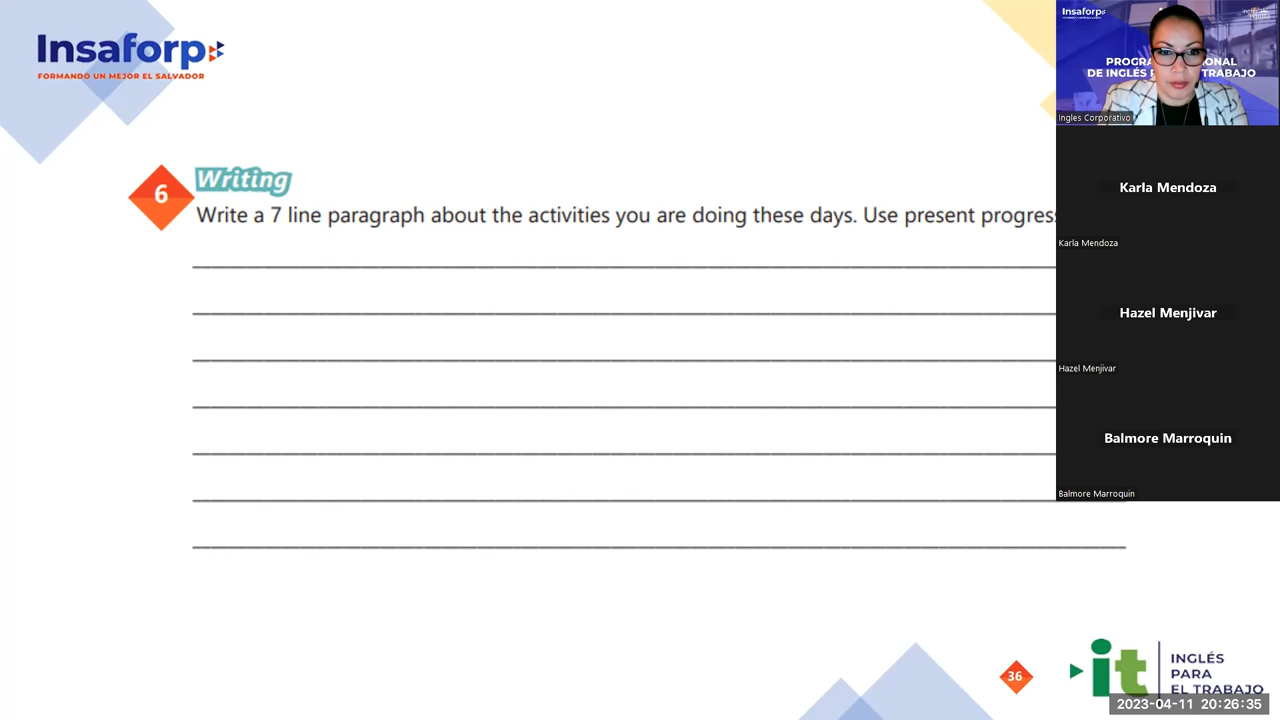 Insaforp
FORMANDO UN MEJOR EL SALVADOR
6
Writing
Write a 7 line paragraph about the activities you are doing these days. Use present progres
Insaforp
PROGRA IONAL
DE INGLÉS P TRABAJO
Ingles Corporativo
Karla Mendoza
Karla Mendoza
Hazel Menjivar
Hazel Menjivar
Balmore Marroquin
Balmore Marroquin
36
it
INGLÉS
PARA
EL TRABAJO
2023-04-11 20:26:35